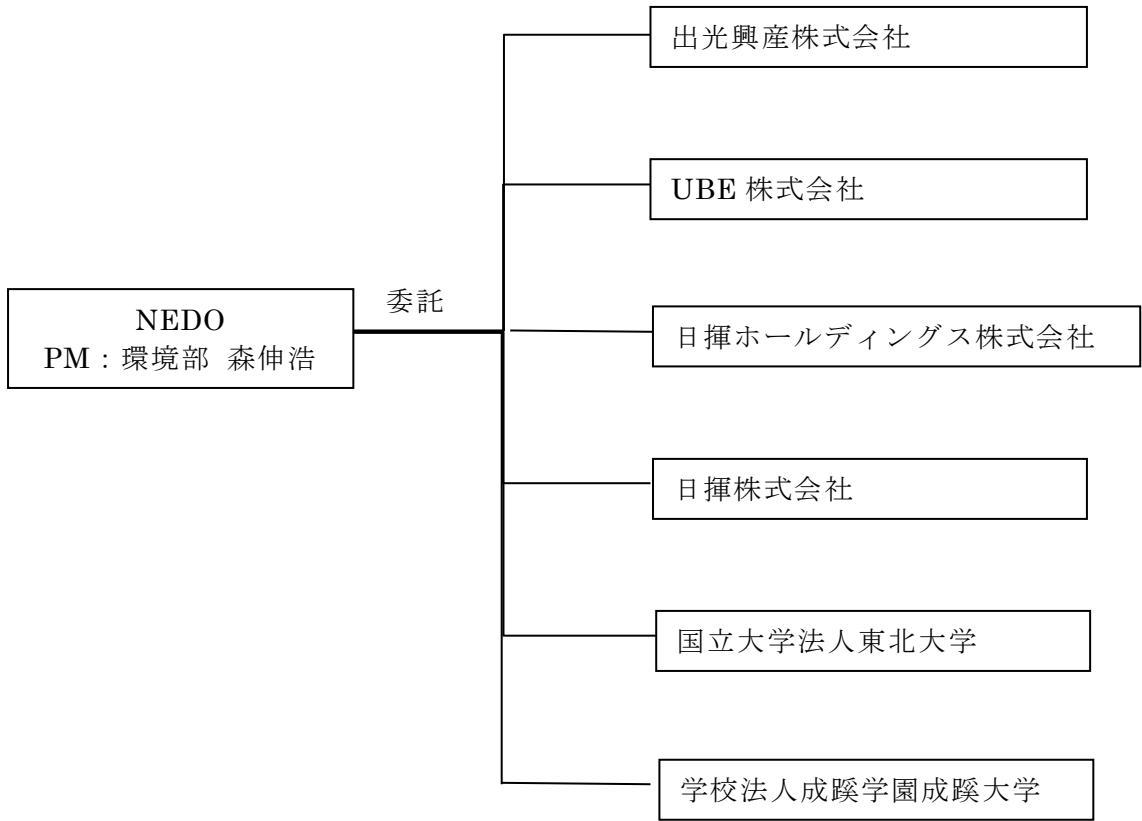 出光興産株式会社
UBE 株式会社
委託
NEDO
PM：環境部 森伸浩
日揮ホールディングス株式会社
日揮株式会社
国立大学法人東北大学
学校法人成蹊学園成蹊大学